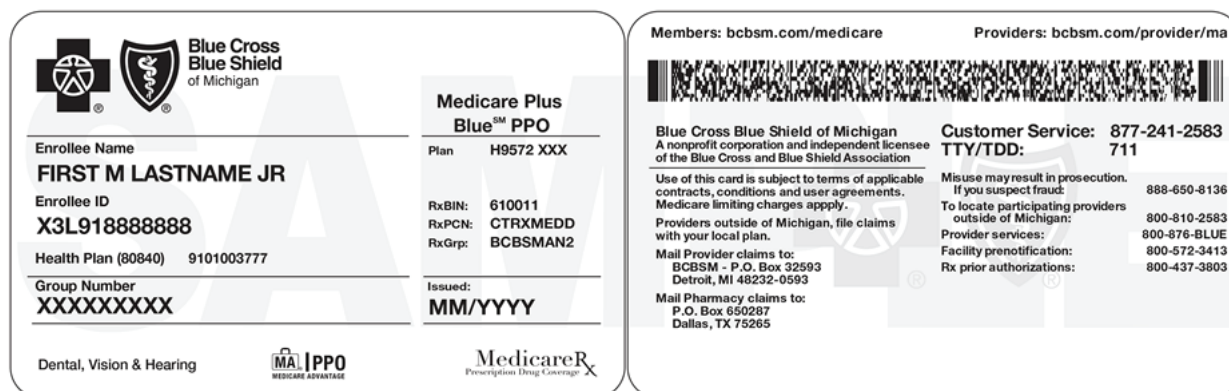 Blue Cross
Blue Shield
of Michigan
®
®
Medicare Plus
Blue℠ PPO
Enrollee Name
FIRST M LASTNAME JR
Enrollee ID
X3L918888888
Health Plan (80840) 9101003777
Group Number
XXXXXXXXX
Plan H9572 XXX
RxBIN: 610011
RxPCN: CTRXMEDD
RxGrp: BCBSMAN2
Issued:
MM/YYYY
Dental, Vision & Hearing
MA PPO
MEDICARE ADVANTAGE
MedicareRx
Prescription Drug Coverage
Members: bcbsm.com/medicare Providers: bcbsm.com/provider/ma
Blue Cross Blue Shield of Michigan
A nonprofit corporation and independent licensee
of the Blue Cross and Blue Shield Association
Use of this card is subject to terms of applicable
contracts, conditions and user agreements.
Medicare limiting charges appply.
Providers outside of Michigan, file claims
with your local plan.
Mail Provider claims to:
BCBSM - P.O. Box 32593
Detroit, MI 48232-0593
Mail Pharmacy claims to:
P.O. Box 650287
Dallas, TX 75265
Customer Service: 877-241-2583
TTY/TDD: 711
Misuse may result in prosecution.
If you suspect fraud: 888-650-8136
To locate participating providers
outside of Michigan: 800-810-2583
Provider services: 800-876-BLUE
Facility prenotification: 800-572-3413
Rx prior authorizations: 800-437-3803
SAMPLE